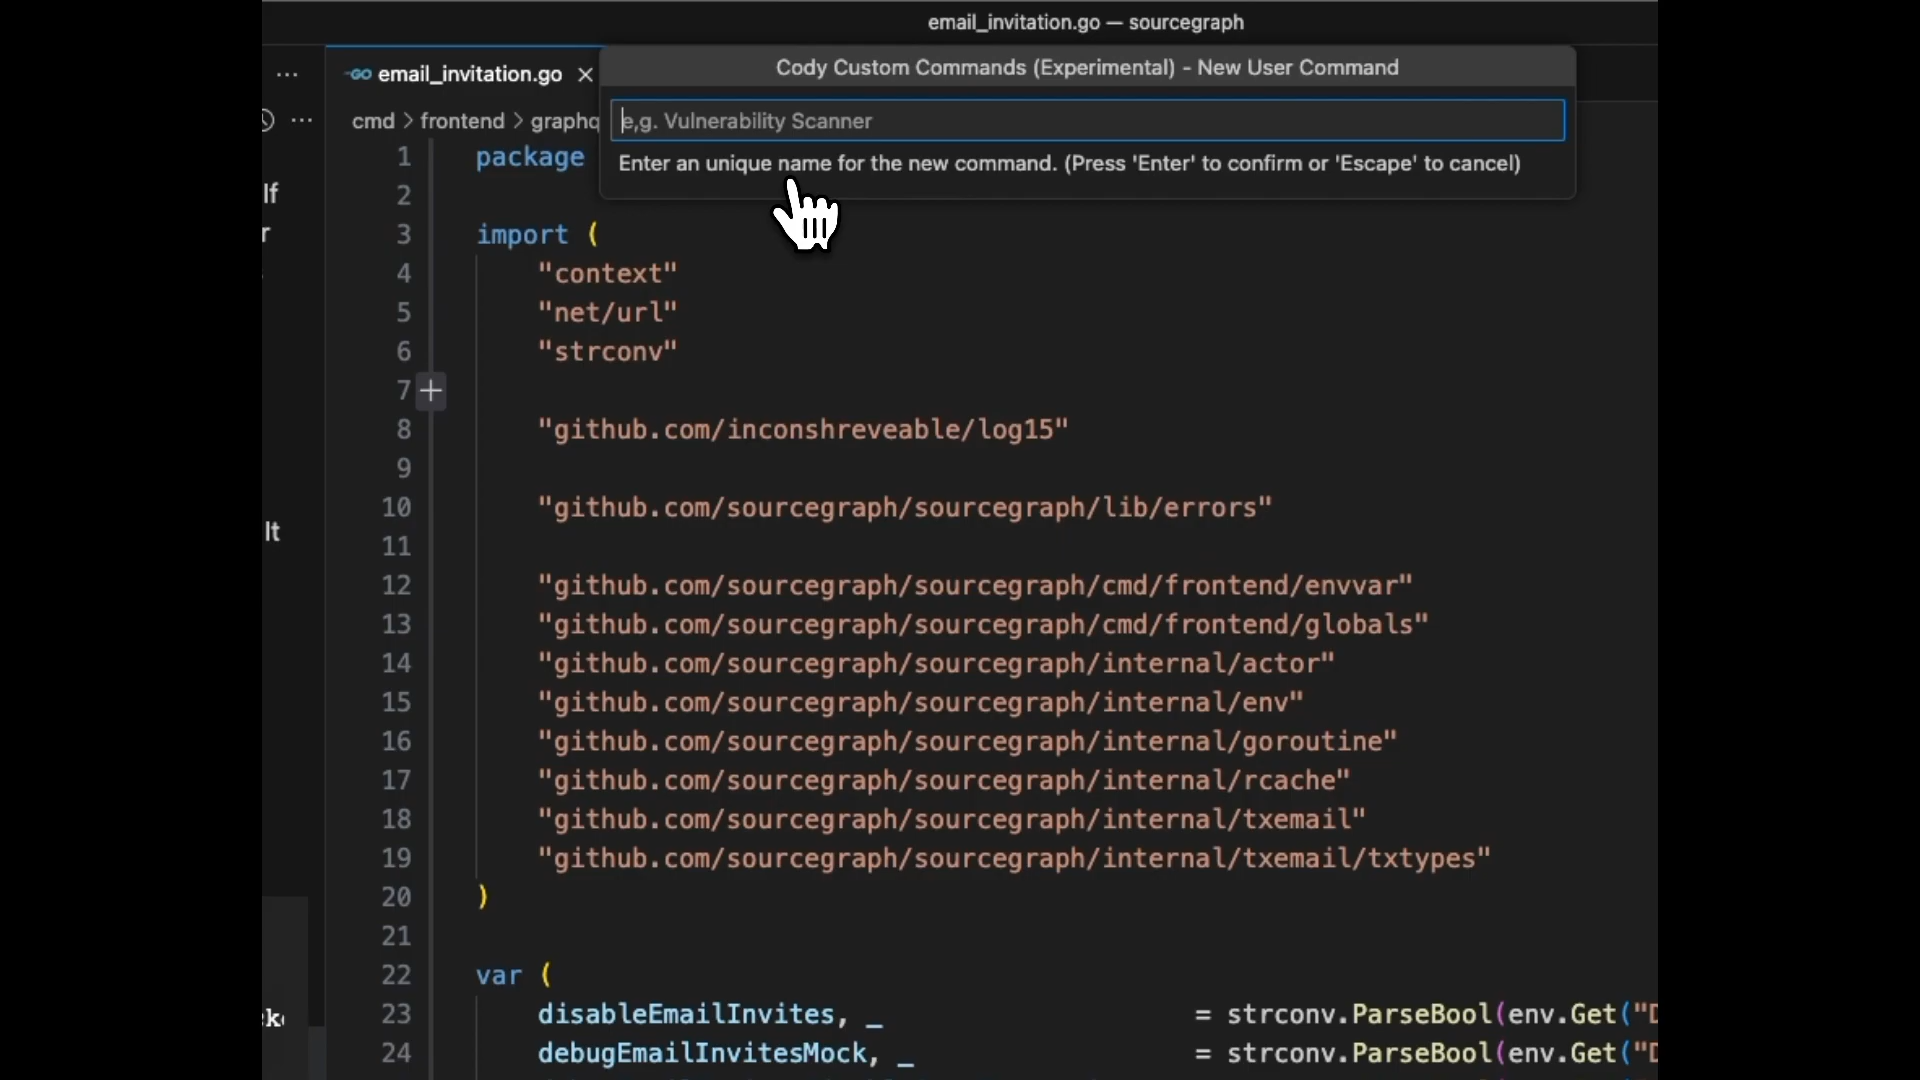 email_invitation.go — sourcegraph
··· GO email_invitation.go ×
Cody Custom Commands (Experimental) - New User Command
··· cmd > frontend > graphq
e,g. Vulnerability Scanner
Enter an unique name for the new command. (Press 'Enter' to confirm or 'Escape' to cancel)
lf
r
It
1 package
2
3 import (
4 "context"
5 "net/url"
6 "strconv"
7 +
8 "github.com/inconshreveable/log15"
9
10 "github.com/sourcegraph/sourcegraph/lib/errors"
11
12 "github.com/sourcegraph/sourcegraph/cmd/frontend/envvar"
13 "github.com/sourcegraph/sourcegraph/cmd/frontend/globals"
14 "github.com/sourcegraph/sourcegraph/internal/actor"
15 "github.com/sourcegraph/sourcegraph/internal/env"
16 "github.com/sourcegraph/sourcegraph/internal/goroutine"
17 "github.com/sourcegraph/sourcegraph/internal/rcache"
18 "github.com/sourcegraph/sourcegraph/internal/txemail"
19 "github.com/sourcegraph/sourcegraph/internal/txemail/txtypes"
20 )
21
22 var (
23 disableEmailInvites, _ = strconv.ParseBool(env.Get("D
24 debugEmailInvitesMock, _ = strconv.ParseBool(env.Get("D